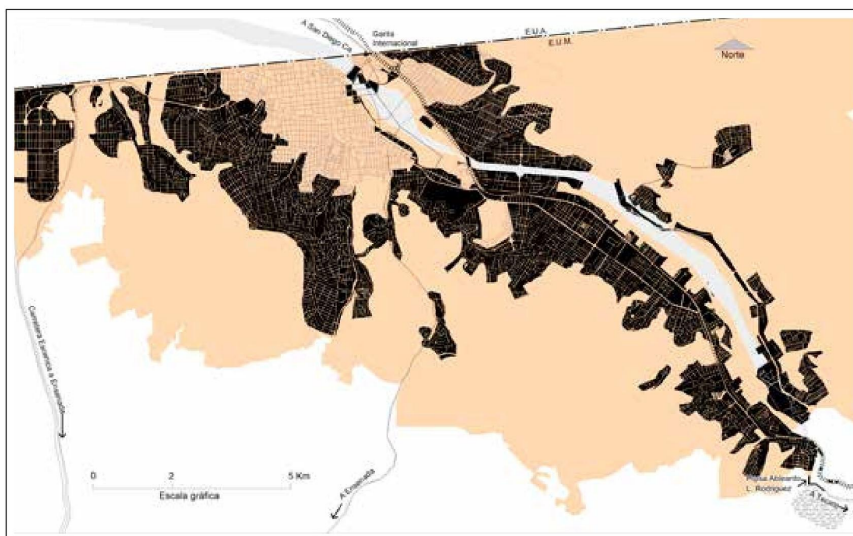 A San Diego Ca.
Garita
Internacional
E.U.A.
E.U.M.
Norte
Carretera Escénica a Ensenada
0 2 5 Km
Escala gráfica
A Ensenada
Presa Abelardo
L. Rodríguez
A Tecate